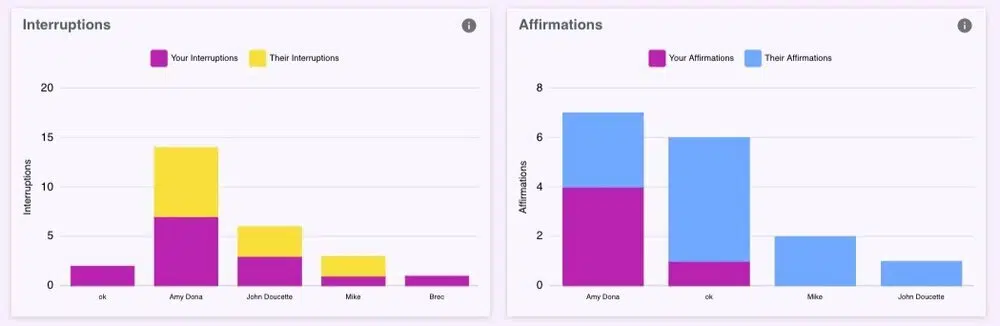 Interruptions
Your Interruptions Their Interruptions
20
15
10
5
0
Interruptions
ok Amy Dona John Doucette Mike Broc
Affirmations
Your Affirmations Their Affirmations
8
6
4
2
0
Affirmations
Amy Dona ok Mike John Doucette